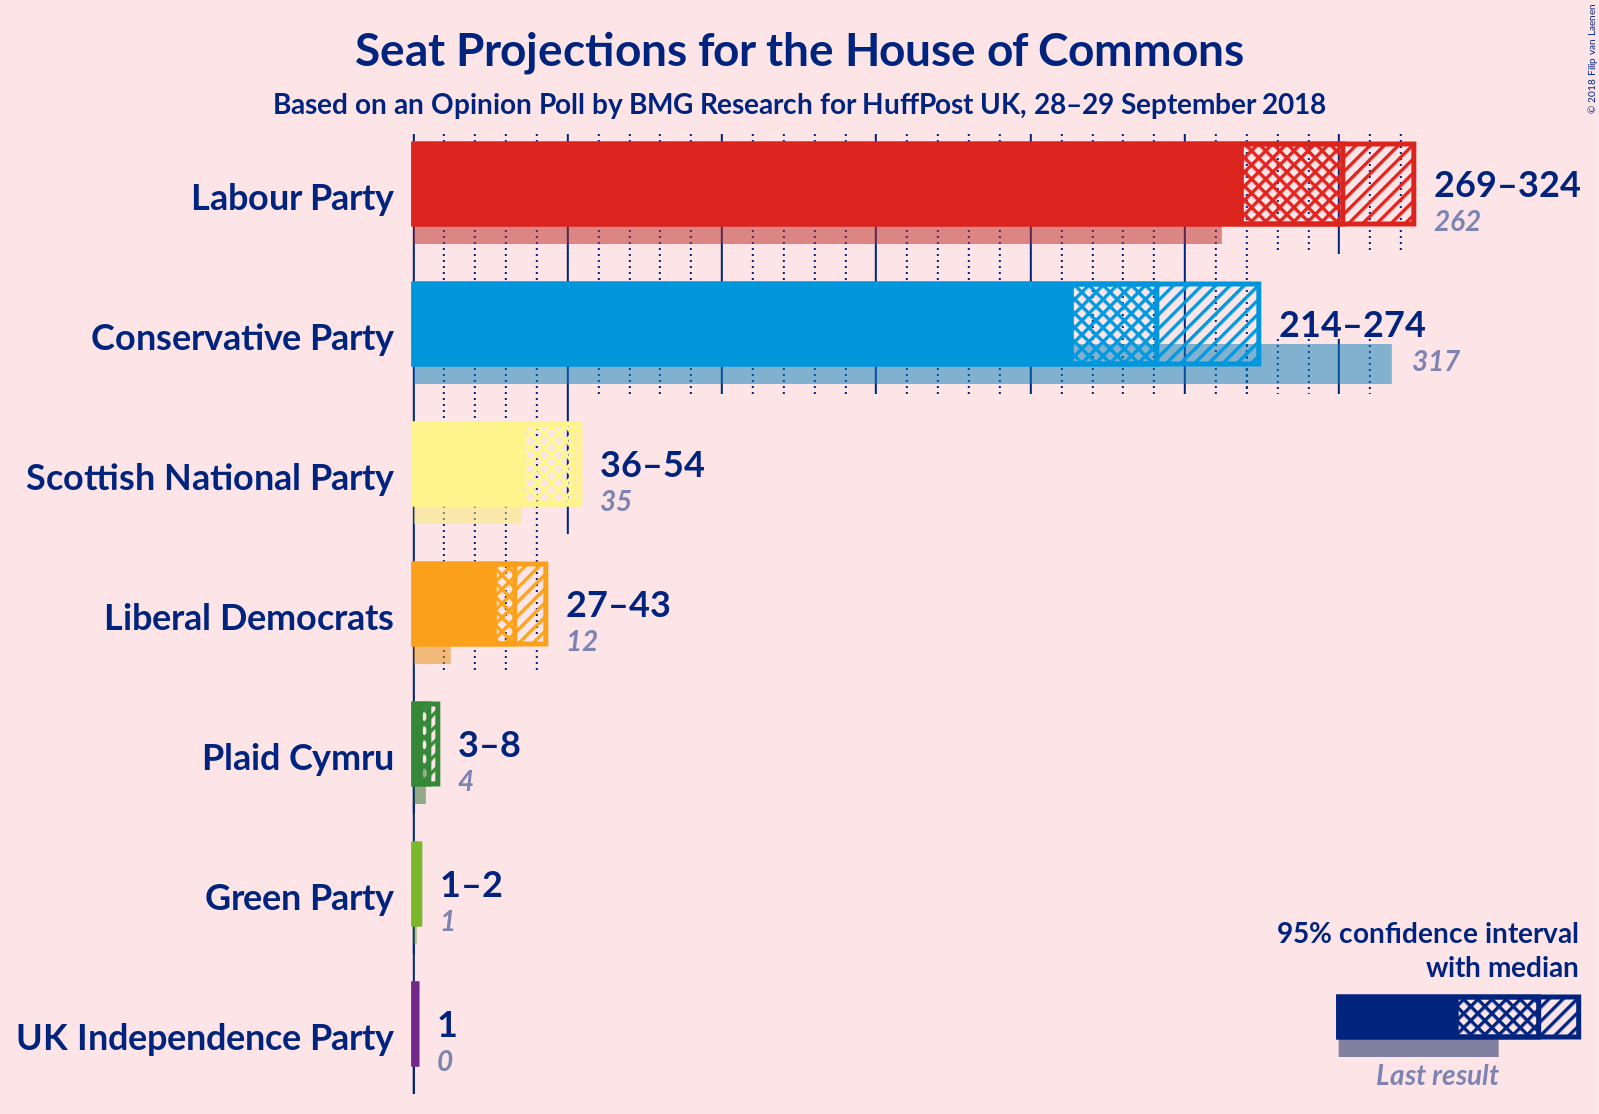 Seat Projections for the House of Commons
Based on an Opinion Poll by BMG Research for HuffPost UK, 28–29 September 2018
© 2018 Filip van Laenen
Labour Party
269–324
262
Conservative Party
214–274
317
Scottish National Party
36–54
35
Liberal Democrats
27–43
12
Plaid Cymru
3–8
4
Green Party
1–2
1
UK Independence Party
1
0
95% confidence interval
with median
Last result